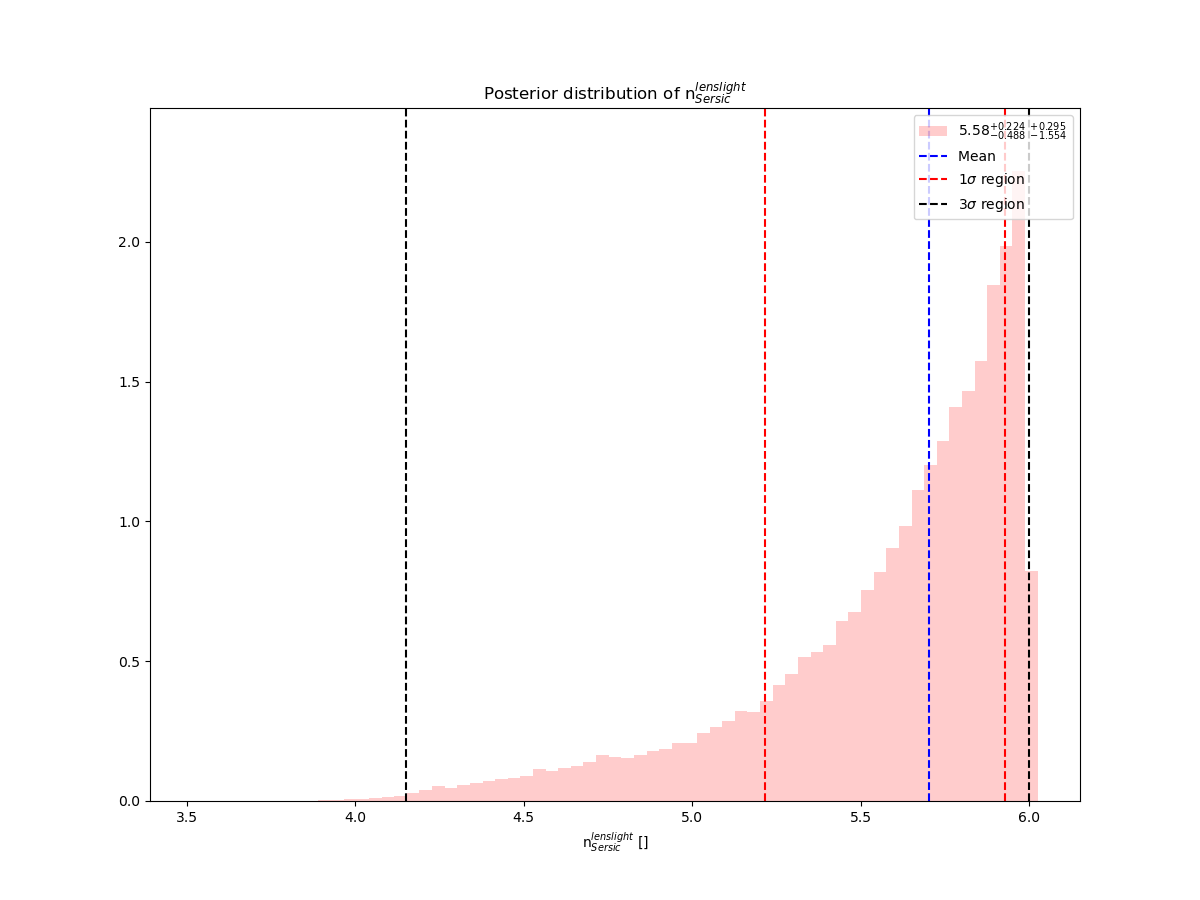 Posterior distribution of n$_{Sersic}^{lenslight}$
5.58$^{+0.224}_{-0.488}$ $^{+0.295}_{-1.554}$
Mean
1σ region
3σ region
2.0
1.5
1.0
0.5
0.0
3.5 4.0 4.5 5.0 5.5 6.0
n$_{Sersic}^{lenslight}$ []